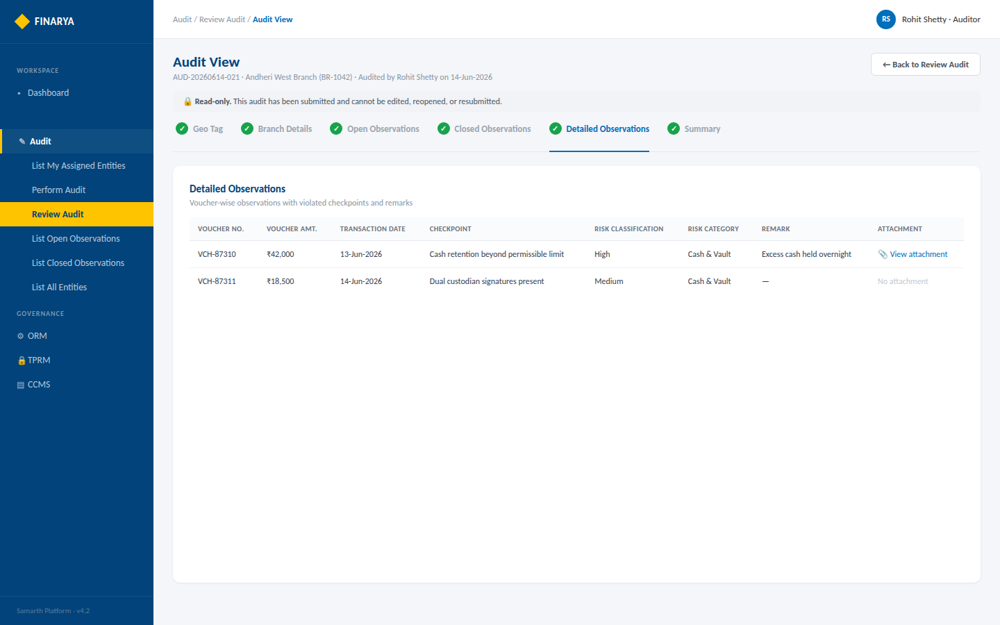 FINARYA
WORKSPACE
Dashboard
Audit
List My Assigned Entities
Perform Audit
Review Audit
List Open Observations
List Closed Observations
List All Entities
GOVERNANCE
ORM
TPRM
CCMS
Samarth Platform - v4.2
Audit / Review Audit / Audit View
RS Rohit Shetty · Auditor
Audit View
AUD-20260614-021 · Andheri West Branch (BR-1042) · Audited by Rohit Shetty on 14-Jun-2026
← Back to Review Audit
Read-only. This audit has been submitted and cannot be edited, reopened, or resubmitted.
✓ Geo Tag ✓ Branch Details ✓ Open Observations ✓ Closed Observations ✓ Detailed Observations ✓ Summary
Detailed Observations
Voucher-wise observations with violated checkpoints and remarks
VOUCHER NO. VOUCHER AMT. TRANSACTION DATE CHECKPOINT RISK CLASSIFICATION RISK CATEGORY REMARK ATTACHMENT
VCH-87310 ₹42,000 13-Jun-2026 Cash retention beyond permissible limit High Cash & Vault Excess cash held overnight 📎 View attachment
VCH-87311 ₹18,500 14-Jun-2026 Dual custodian signatures present Medium Cash & Vault — No attachment